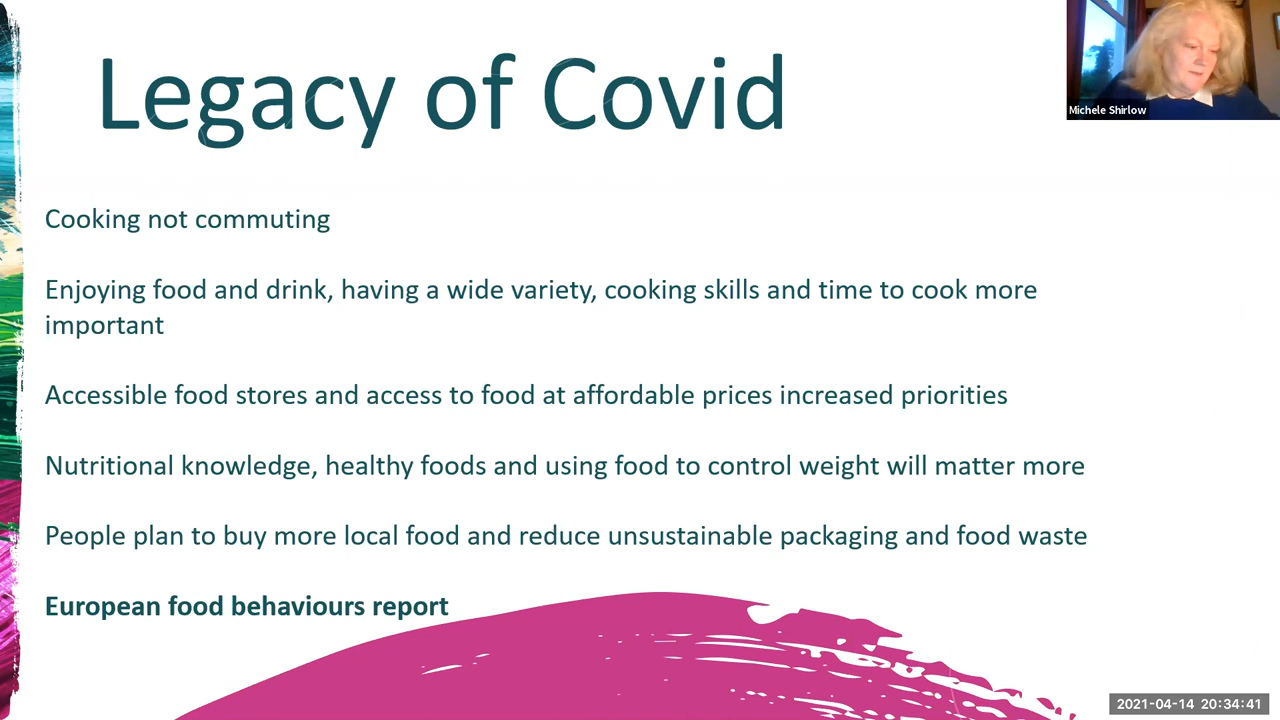 Legacy of Covid
Michele Shirlow
Cooking not commuting
Enjoying food and drink, having a wide variety, cooking skills and time to cook more
important
Accessible food stores and access to food at affordable prices increased priorities
Nutritional knowledge, healthy foods and using food to control weight will matter more
People plan to buy more local food and reduce unsustainable packaging and food waste
European food behaviours report
2021-04-14 20:34:41